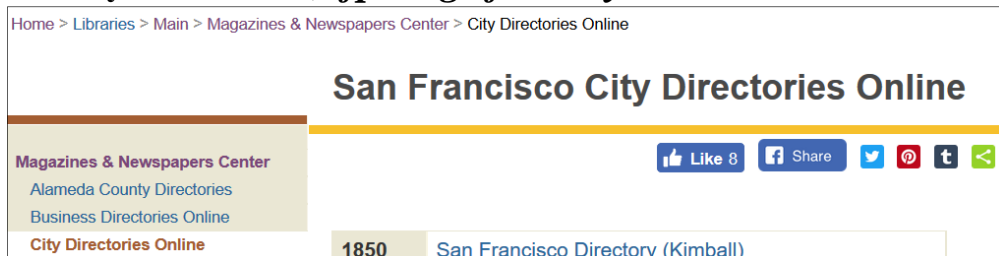 Home > Libraries > Main > Magazines & Newspapers Center > City Directories Online
San Francisco City Directories Online
Magazines & Newspapers Center
Alameda County Directories
Business Directories Online
City Directories Online
Like 8
Share
1850 San Francisco Directory (Kimball)